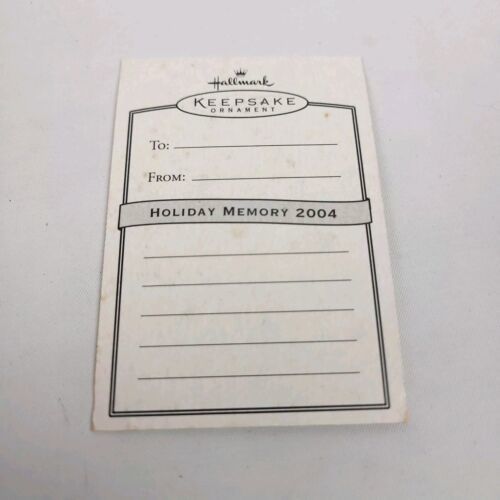 Hallmark
KEEPSAKE
ORNAMENT
TO:
FROM:
HOLIDAY MEMORY 2004